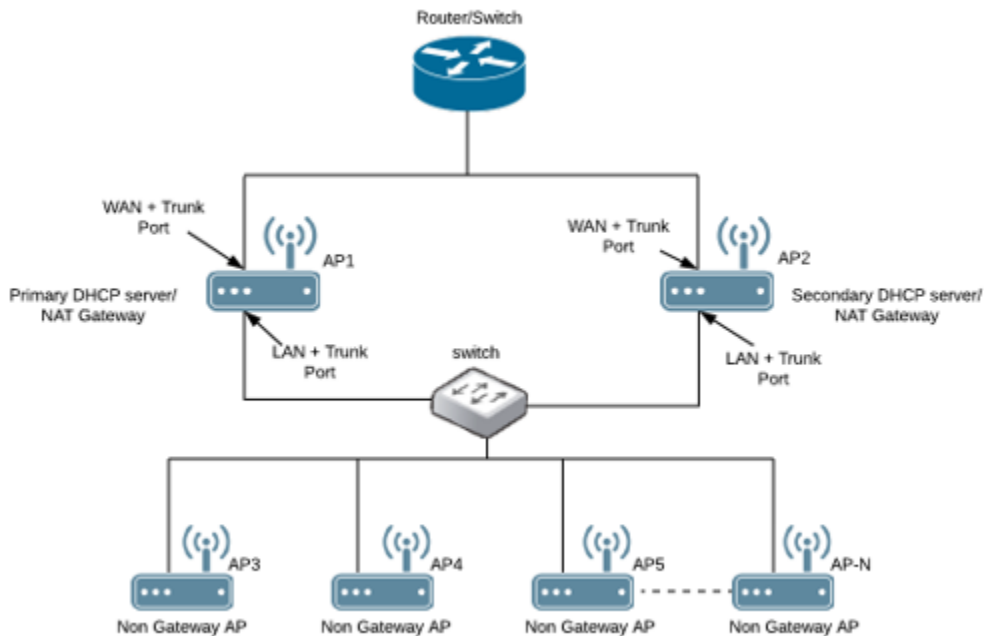 Router/Switch
WAN + Trunk
Port
AP1
Primary DHCP server/
NAT Gateway
LAN + Trunk
Port
WAN + Trunk
Port
AP2
Secondary DHCP server/
NAT Gateway
LAN + Trunk
Port
switch
AP3
Non Gateway AP
AP4
Non Gateway AP
AP5
Non Gateway AP
AP-N
Non Gateway AP